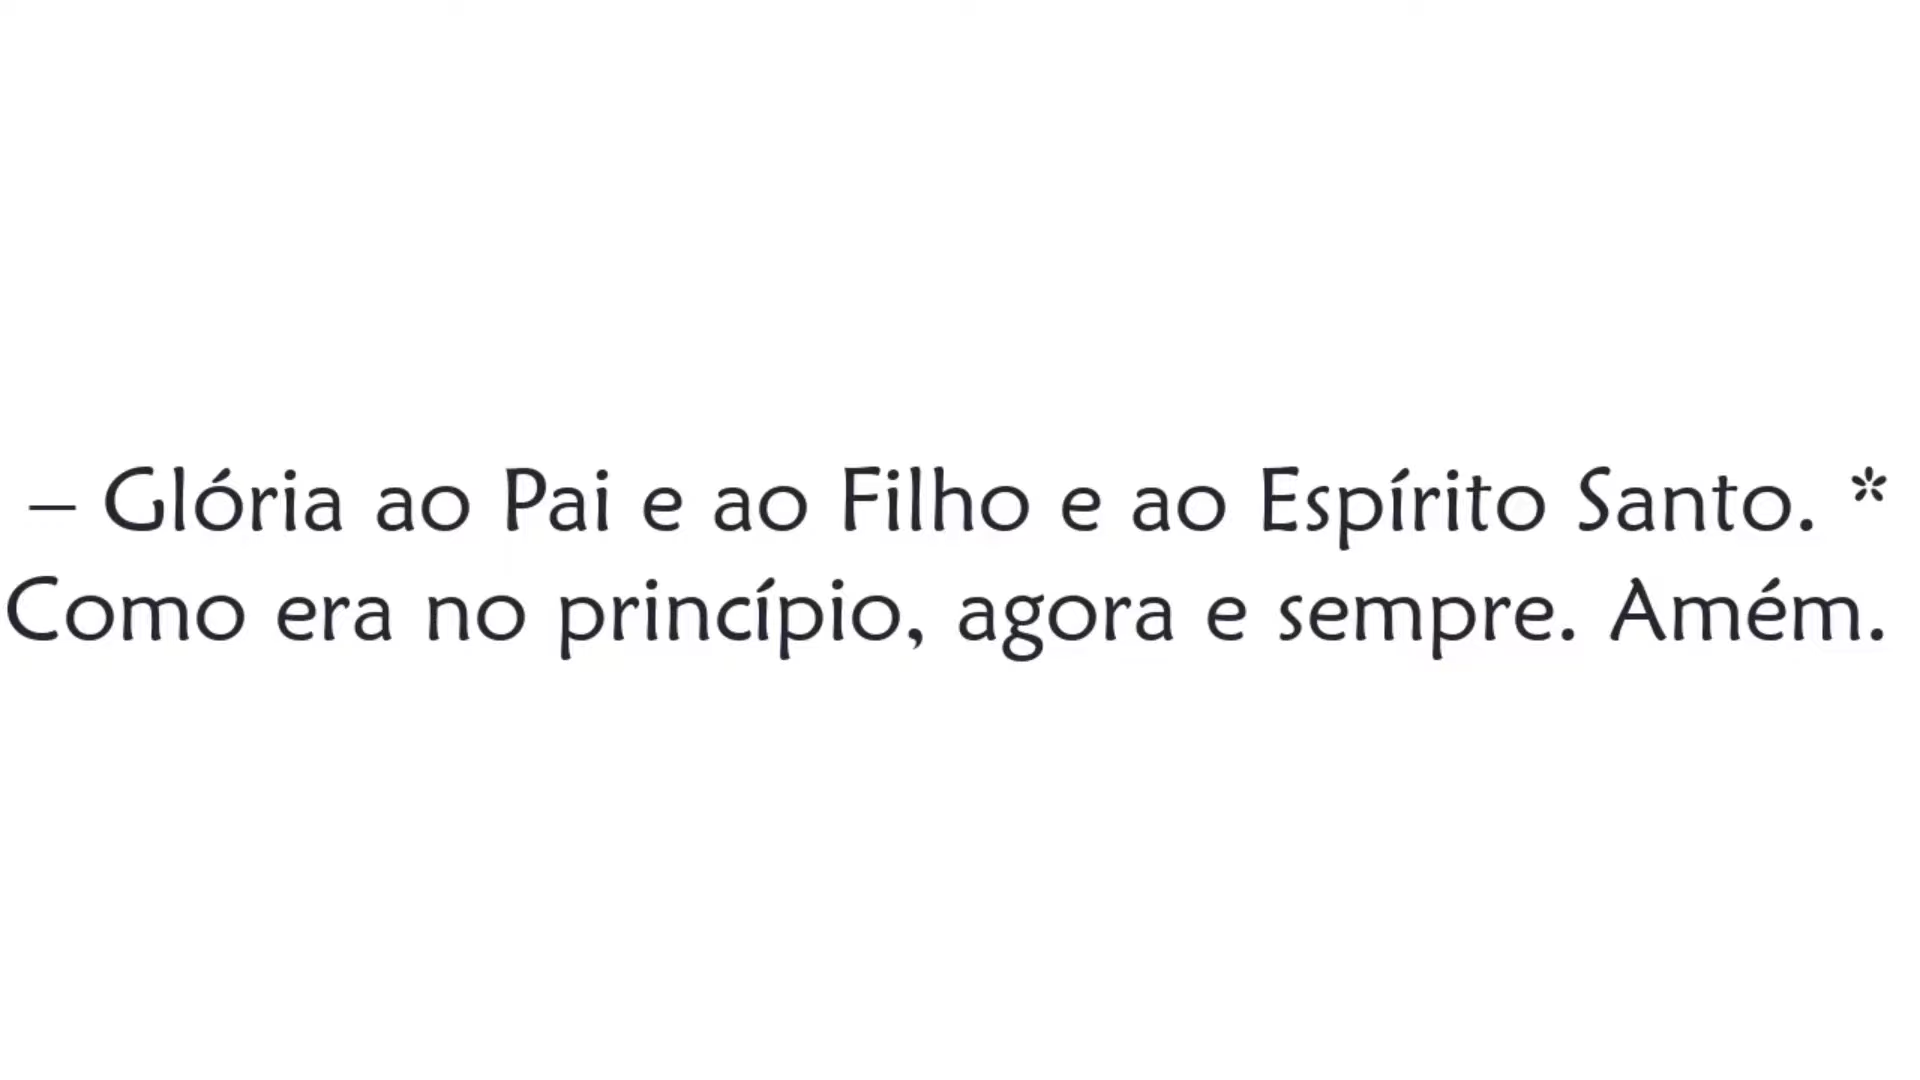 – Glória ao Pai e ao Filho e ao Espírito Santo. *
Como era no princípio, agora e sempre. Amém.